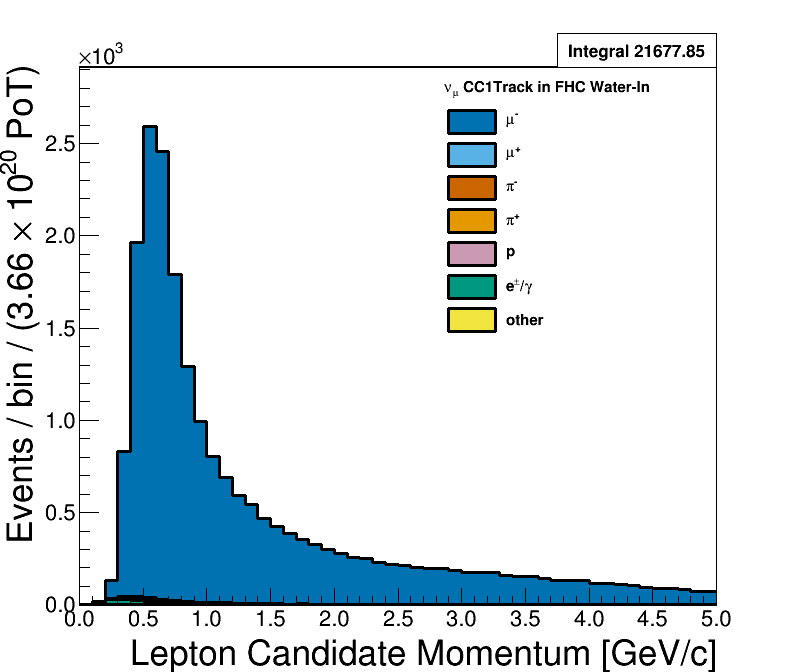 Integral 21677.85
×10³
ν_μ CC1Track in FHC Water-In
μ⁻
μ⁺
π⁻
π⁺
p
e^±/γ
other
2.5
2.0
1.5
1.0
0.5
0.0
Events / bin / (3.66 × 10²⁰ PoT)
0.0 0.5 1.0 1.5 2.0 2.5 3.0 3.5 4.0 4.5 5.0
Lepton Candidate Momentum [GeV/c]